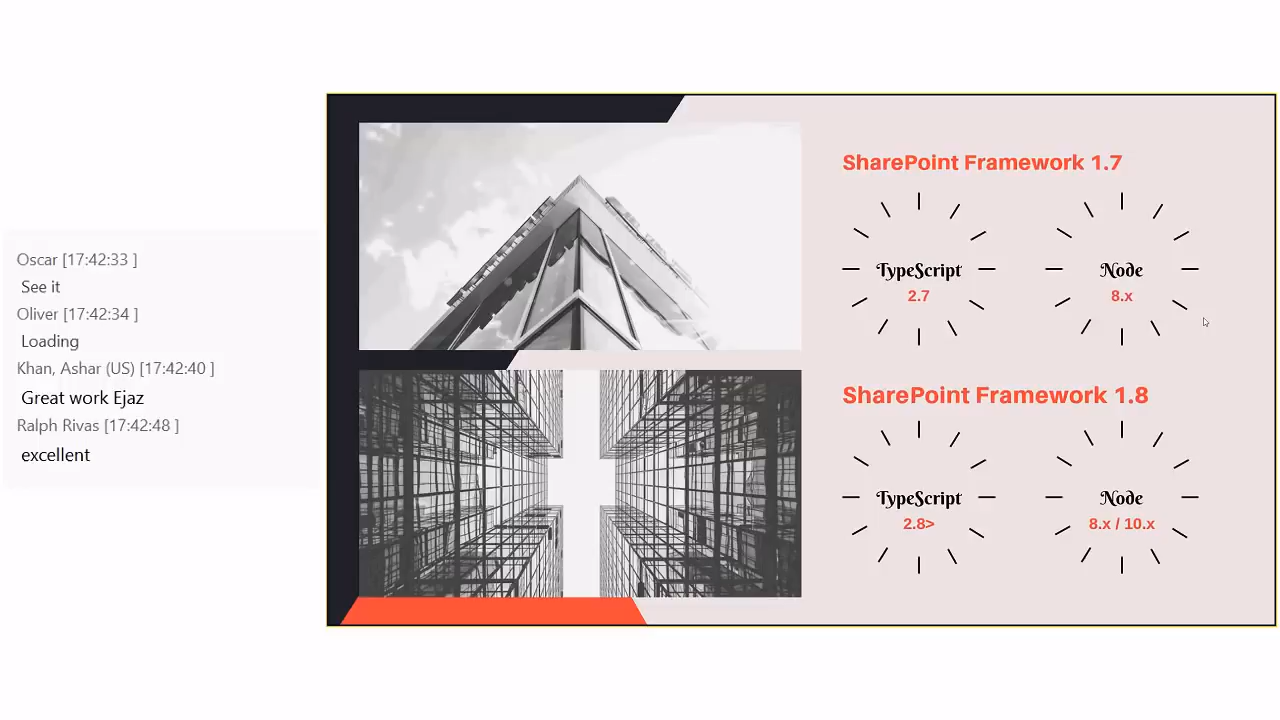 Oscar [17:42:33 ]
See it
Oliver [17:42:34 ]
Loading
Khan, Ashar (US) [17:42:40 ]
Great work Ejaz
Ralph Rivas [17:42:48 ]
excellent
SharePoint Framework 1.7
TypeScript
2.7
Node
8.x
SharePoint Framework 1.8
TypeScript
2.8>
Node
8.x / 10.x